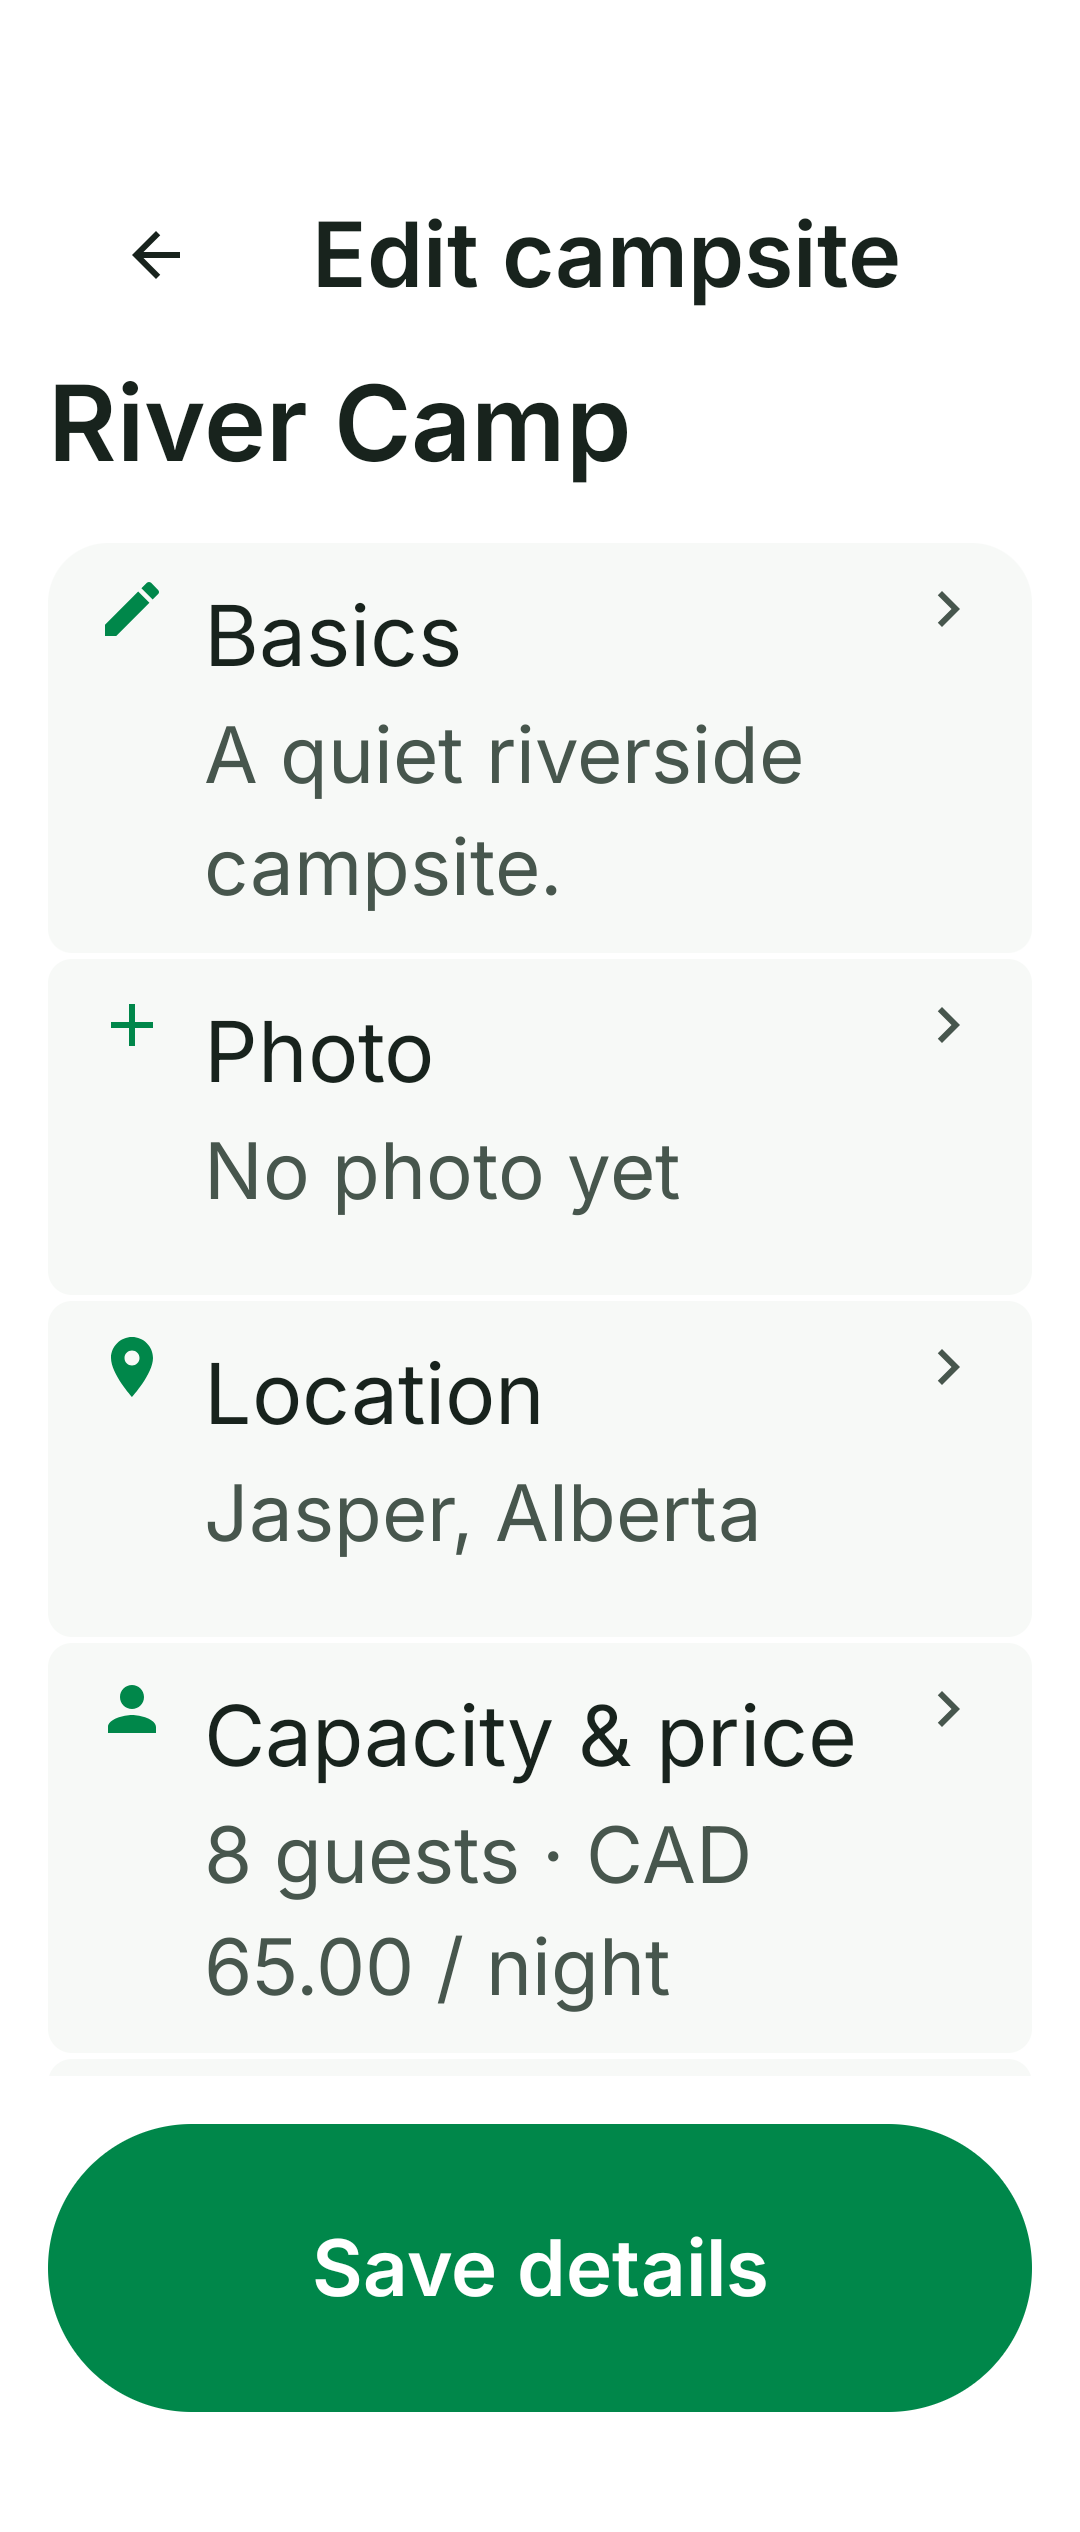 Edit campsite
River Camp
Basics
A quiet riverside
campsite.
Photo
No photo yet
Location
Jasper, Alberta
Capacity & price
8 guests · CAD
65.00 / night
Save details